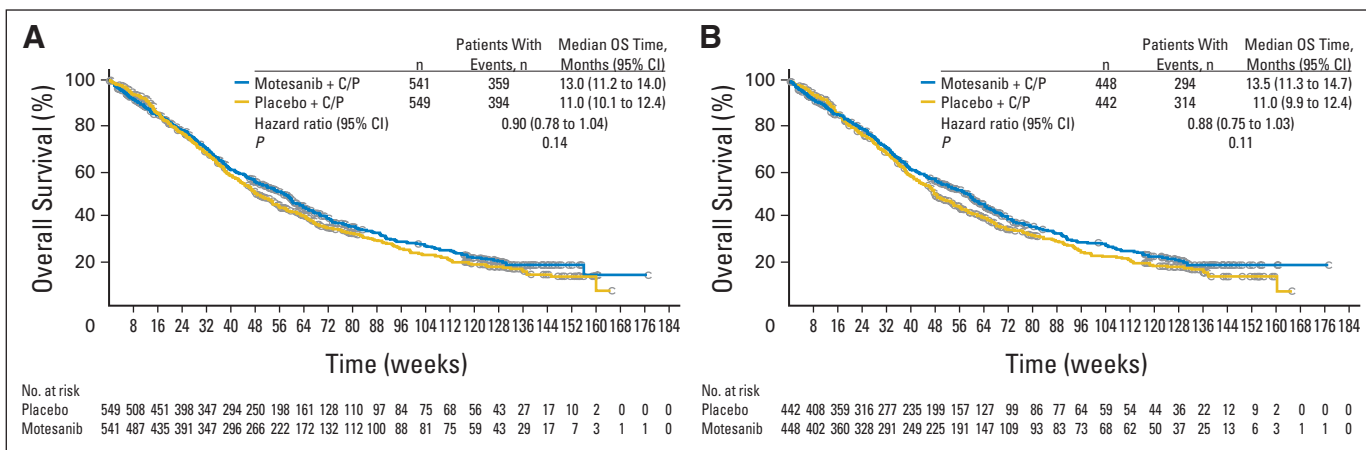 A
Patients With Median OS Time,
n Events, n Months (95% CI)
Motesanib + C/P 541 359 13.0 (11.2 to 14.0)
Placebo + C/P 549 394 11.0 (10.1 to 12.4)
Hazard ratio (95% CI) 0.90 (0.78 to 1.04)
P 0.14
Overall Survival (%)
100
80
60
40
20
0
8 16 24 32 40 48 56 64 72 80 88 96 104 112 120 128 136 144 152 160 168 176 184
Time (weeks)
No. at risk
Placebo 549 508 451 398 347 294 250 198 161 128 110 97 84 75 68 56 43 27 17 10 2 0 0 0
Motesanib 541 487 435 391 347 296 266 222 172 132 112 100 88 81 75 59 43 29 17 7 3 1 1 0
B
Patients With Median OS Time,
n Events, n Months (95% CI)
Motesanib + C/P 448 294 13.5 (11.3 to 14.7)
Placebo + C/P 442 314 11.0 (9.9 to 12.4)
Hazard ratio (95% CI) 0.88 (0.75 to 1.03)
P 0.11
Overall Survival (%)
100
80
60
40
20
0
8 16 24 32 40 48 56 64 72 80 88 96 104 112 120 128 136 144 152 160 168 176 184
Time (weeks)
No. at risk
Placebo 442 408 359 316 277 235 199 157 127 99 86 77 64 59 54 44 36 22 12 9 2 0 0 0
Motesanib 448 402 360 328 291 249 225 191 147 109 93 83 73 68 62 50 37 25 13 6 3 1 1 0